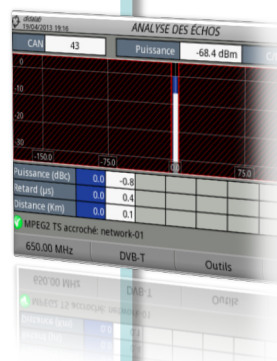 19/04/2013 19:16 ANALYSE DES ÉCHOS
CAN 43 Puissance -68.4 dBm
0
-10
-20
-30
-150.0 -75.0 0.0 75.0
Puissance (dBc) 0.0 -0.8
Retard (µs) 0.0 0.4
Distance (Km) 0.0 0.1
MPEG2 TS accroché: network-01
650.00 MHz DVB-T Outils